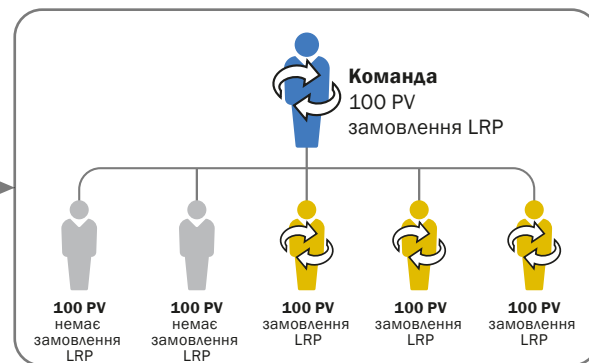 Команда
100 PV
замовлення LRP
100 PV
немає
замовлення
LRP
100 PV
немає
замовлення
LRP
100 PV
замовлення
LRP
100 PV
замовлення
LRP
100 PV
замовлення
LRP